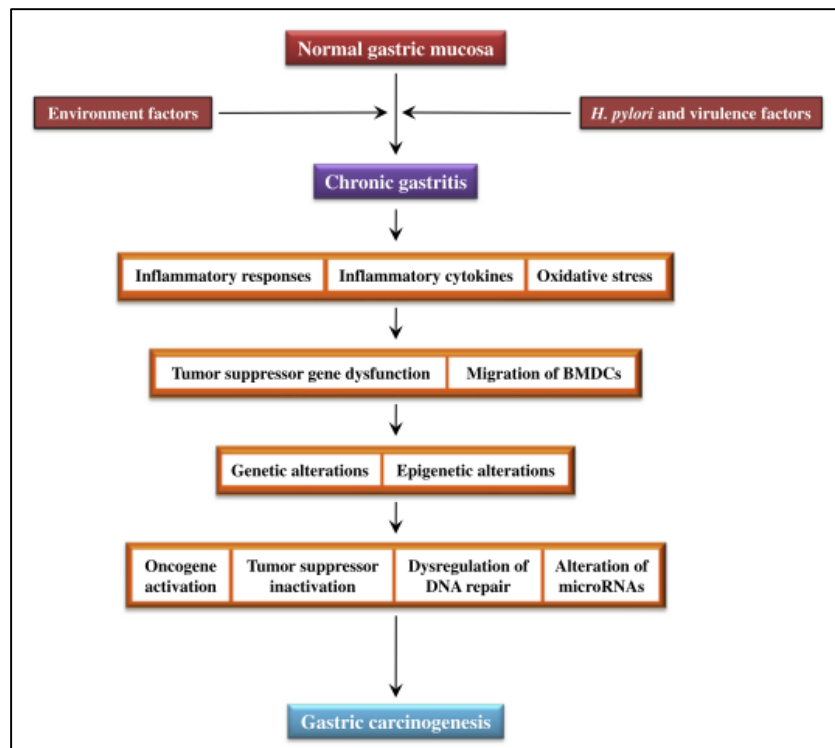 Normal gastric mucosa
Environment factors
H. pylori and virulence factors
Chronic gastritis
Inflammatory responses
Inflammatory cytokines
Oxidative stress
Tumor suppressor gene dysfunction
Migration of BMDCs
Genetic alterations
Epigenetic alterations
Oncogene
activation
Tumor suppressor
inactivation
Dysregulation of
DNA repair
Alteration of
microRNAs
Gastric carcinogenesis